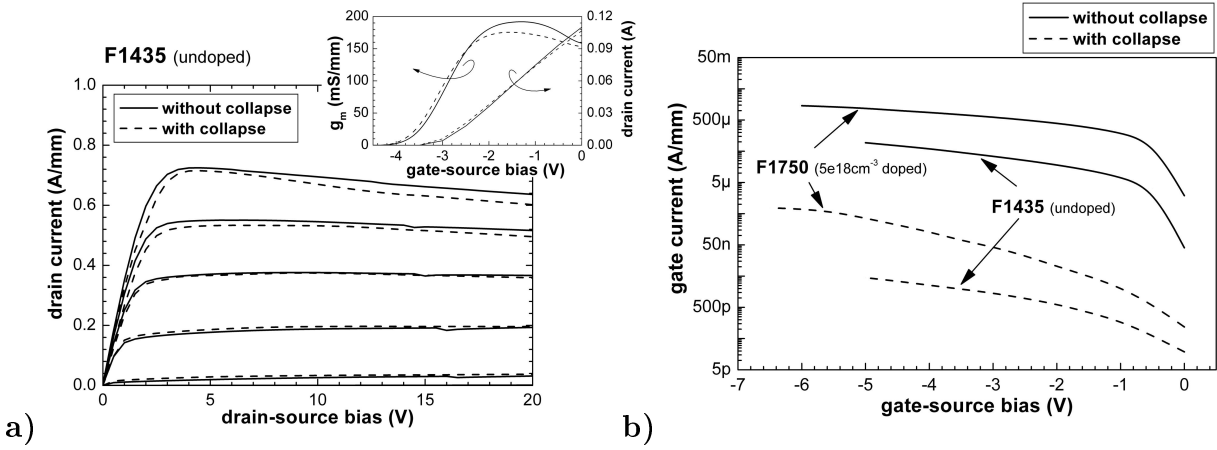 F1435 (undoped)
without collapse
with collapse
drain current (A/mm)
1.0
0.8
0.6
0.4
0.2
0.0
0 5 10 15 20
drain-source bias (V)
gm (mS/mm)
200
150
100
50
0
0.12
0.09
0.06
0.03
0.00
drain current (A)
-4 -3 -2 -1 0
gate-source bias (V)
a)
without collapse
with collapse
gate current (A/mm)
50m
500µ
5µ
50n
500p
5p
F1750 (5e18cm-3 doped)
F1435 (undoped)
-7 -6 -5 -4 -3 -2 -1 0
gate-source bias (V)
b)